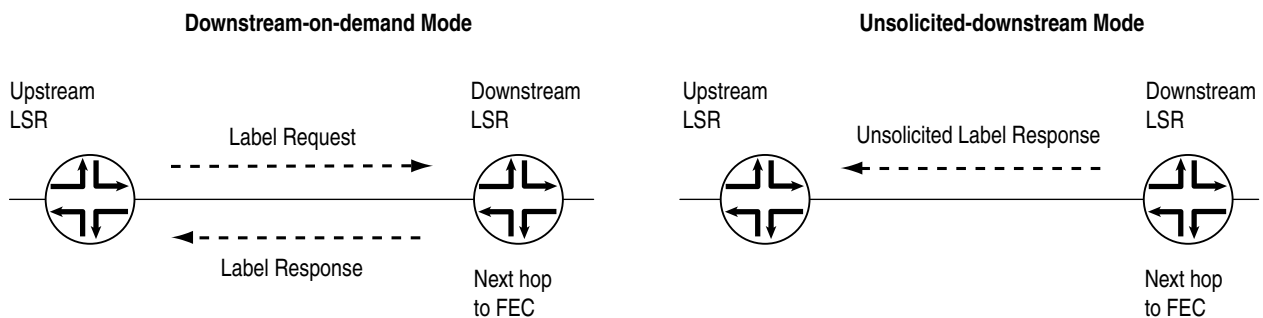 Downstream-on-demand Mode
Upstream
LSR
Downstream
LSR
Label Request
Label Response
Next hop
to FEC
Unsolicited-downstream Mode
Upstream
LSR
Downstream
LSR
Unsolicited Label Response
Next hop
to FEC